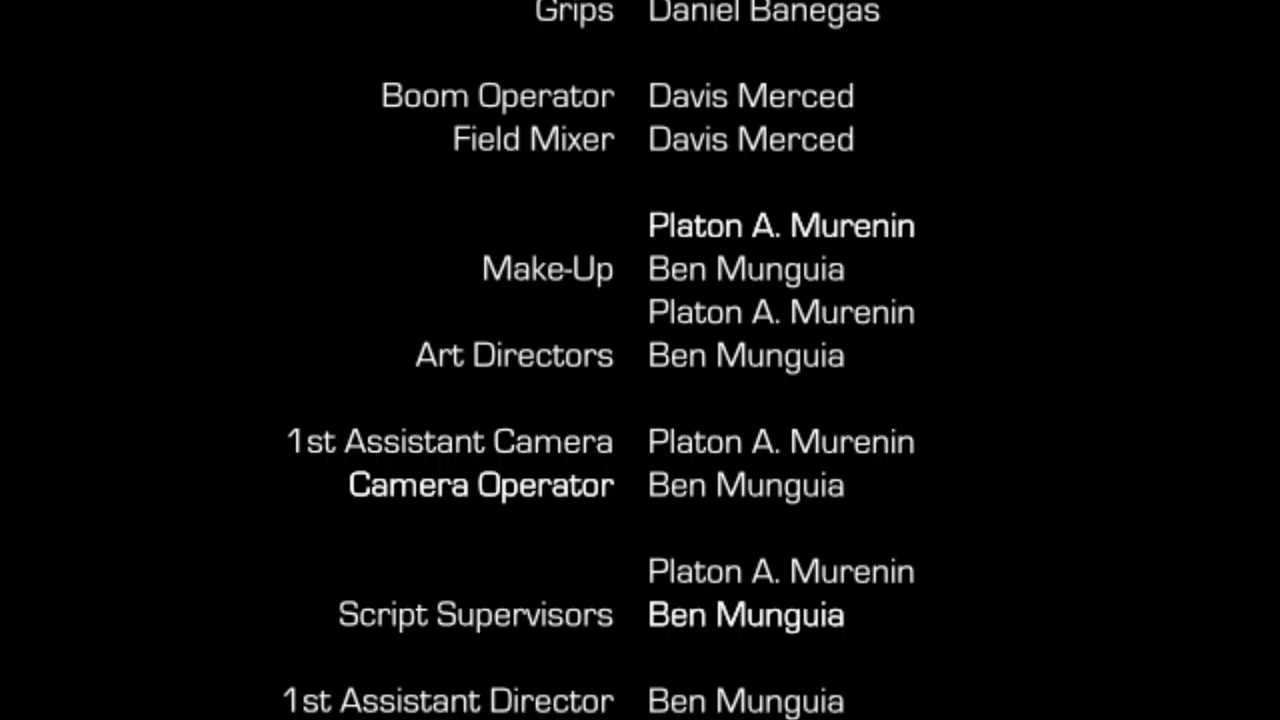 Grips Daniel Banegas
Boom Operator Davis Merced
Field Mixer Davis Merced
Platon A. Murenin
Make-Up Ben Munguia
Platon A. Murenin
Art Directors Ben Munguia
1st Assistant Camera Platon A. Murenin
Camera Operator Ben Munguia
Platon A. Murenin
Script Supervisors Ben Munguia
1st Assistant Director Ben Munguia